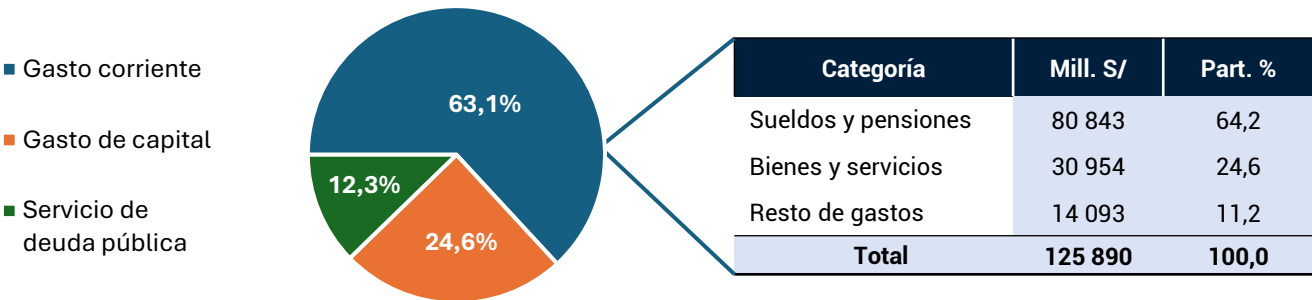 Gasto corriente
Gasto de capital
Servicio de
deuda pública
63,1%
12,3%
24,6%
Categoría Mill. S/ Part. %
Sueldos y pensiones 80 843 64,2
Bienes y servicios 30 954 24,6
Resto de gastos 14 093 11,2
Total 125 890 100,0